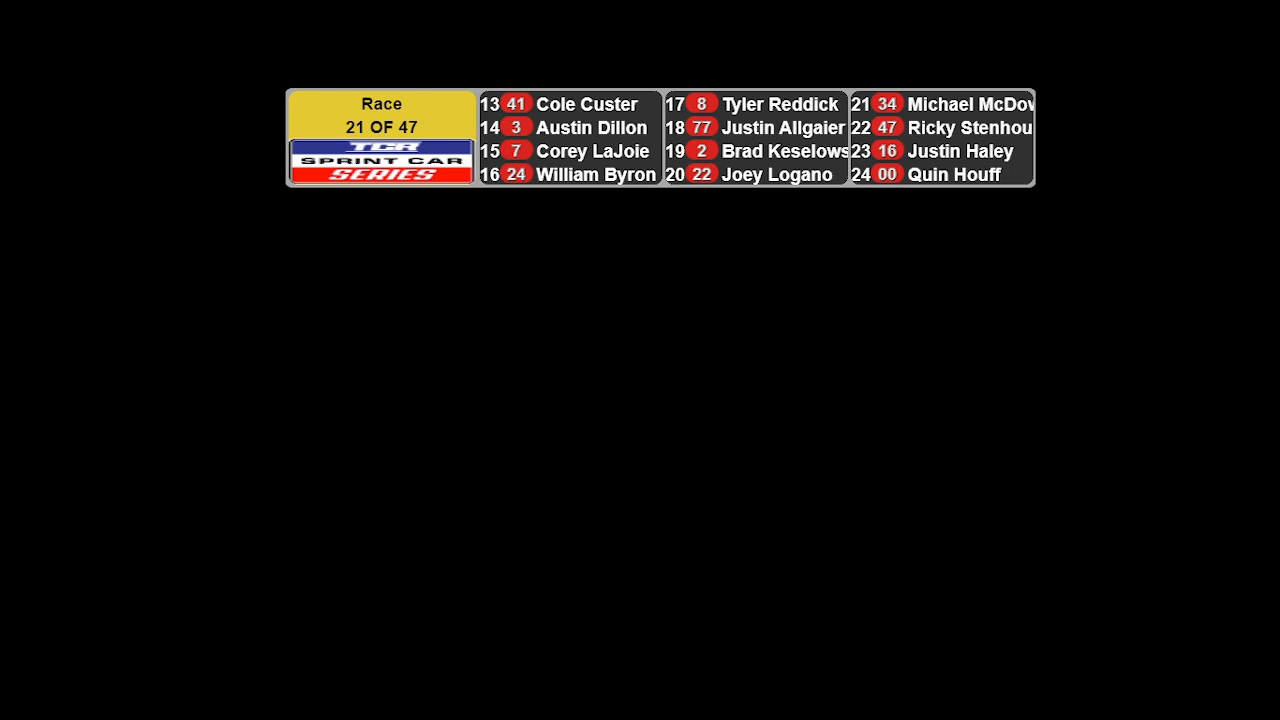 Race
21 OF 47
TCR
SPRINT CAR
SERIES
13 41 Cole Custer
14 3 Austin Dillon
15 7 Corey LaJoie
16 24 William Byron
17 8 Tyler Reddick
18 77 Justin Allgaier
19 2 Brad Keselows
20 22 Joey Logano
21 34 Michael McDov
22 47 Ricky Stenhou
23 16 Justin Haley
24 00 Quin Houff